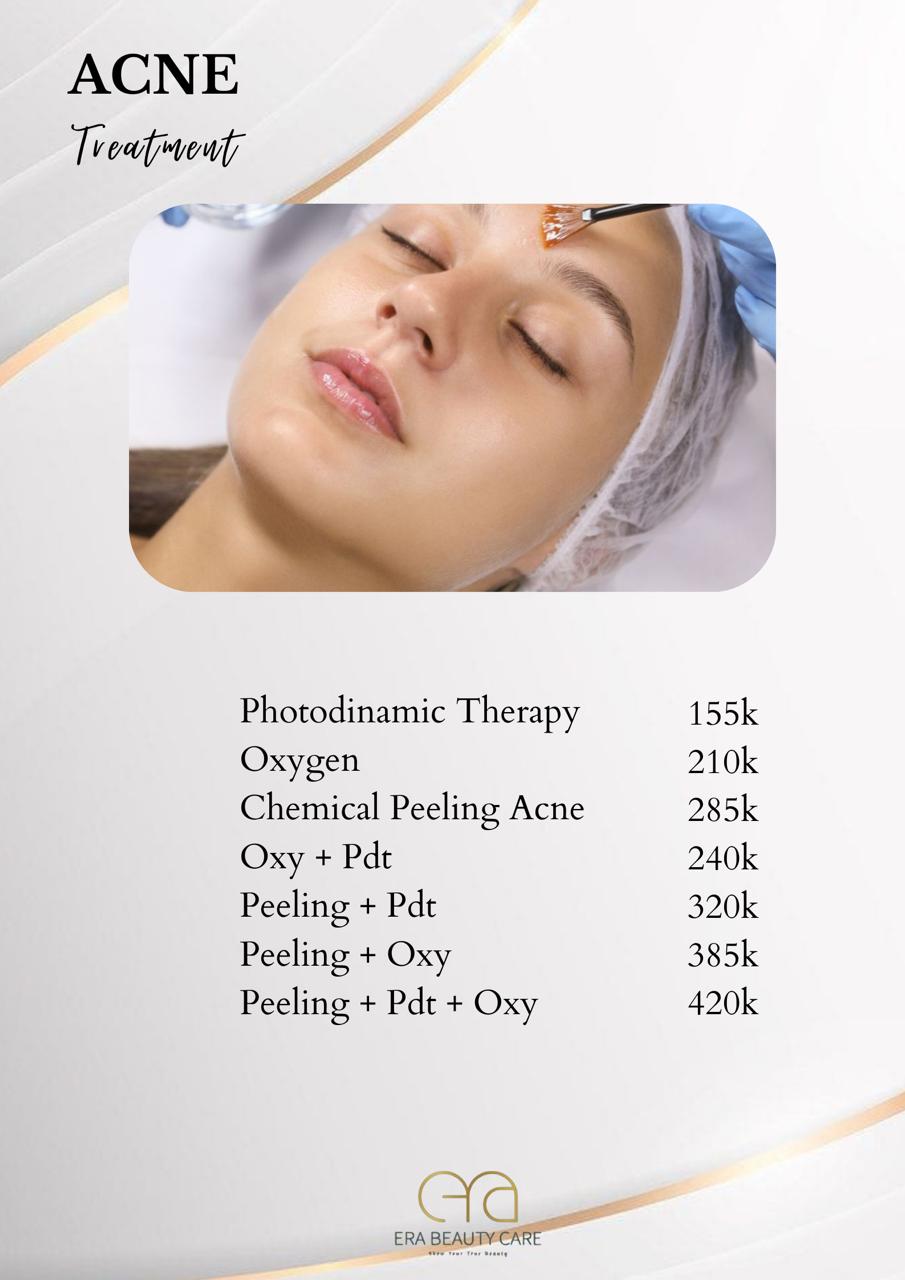 ACNE
Treatment
Photodinamic Therapy 155k
Oxygen 210k
Chemical Peeling Acne 285k
Oxy + Pdt 240k
Peeling + Pdt 320k
Peeling + Oxy 385k
Peeling + Pdt + Oxy 420k
era
ERA BEAUTY CARE
Show Your True Beauty